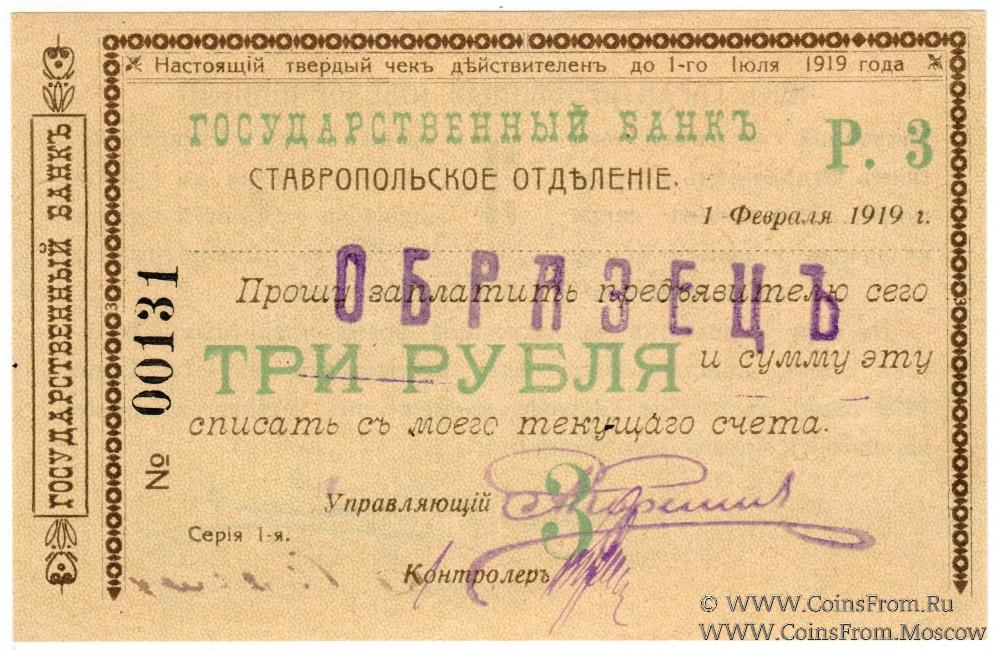 Настоящій твердый чекъ дѣйствителенъ до 1-го Іюля 1919 года
ГОСУДАРСТВЕННЫЙ БАНКЪ
ГОСУДАРСТВЕННЫЙ БАНКЪ
Р. 3
СТАВРОПОЛЬСКОЕ ОТДѢЛЕНІЕ.
1 Февраля 1919 г.
ОБРАЗЕЦЪ
№ 00131
Прошу заплатить предъявителю сего
ТРИ РУБЛЯ и сумму эту
списать съ моего текущаго счета.
Управляющій
3
Серія 1-я.
Контролеръ
© WWW.CoinsFrom.Ru
WWW.CoinsFrom.Moscow